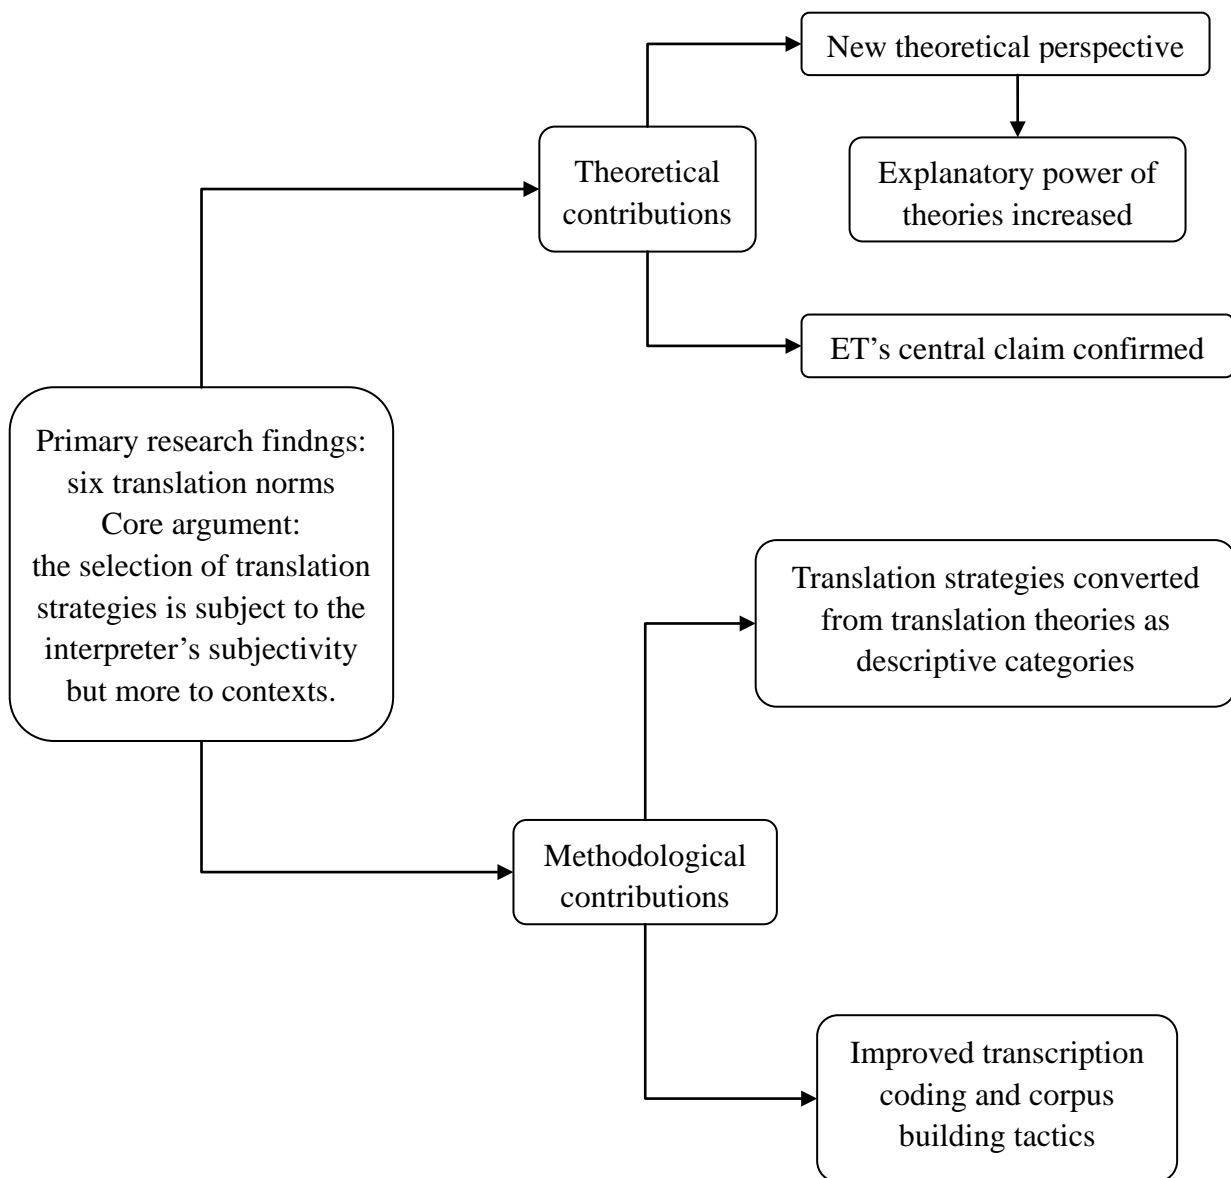 New theoretical perspective
Explanatory power of
theories increased
Theoretical
contributions
ET’s central claim confirmed
Primary research findngs:
six translation norms
Core argument:
the selection of translation
strategies is subject to the
interpreter’s subjectivity
but more to contexts.
Translation strategies converted
from translation theories as
descriptive categories
Methodological
contributions
Improved transcription
coding and corpus
building tactics